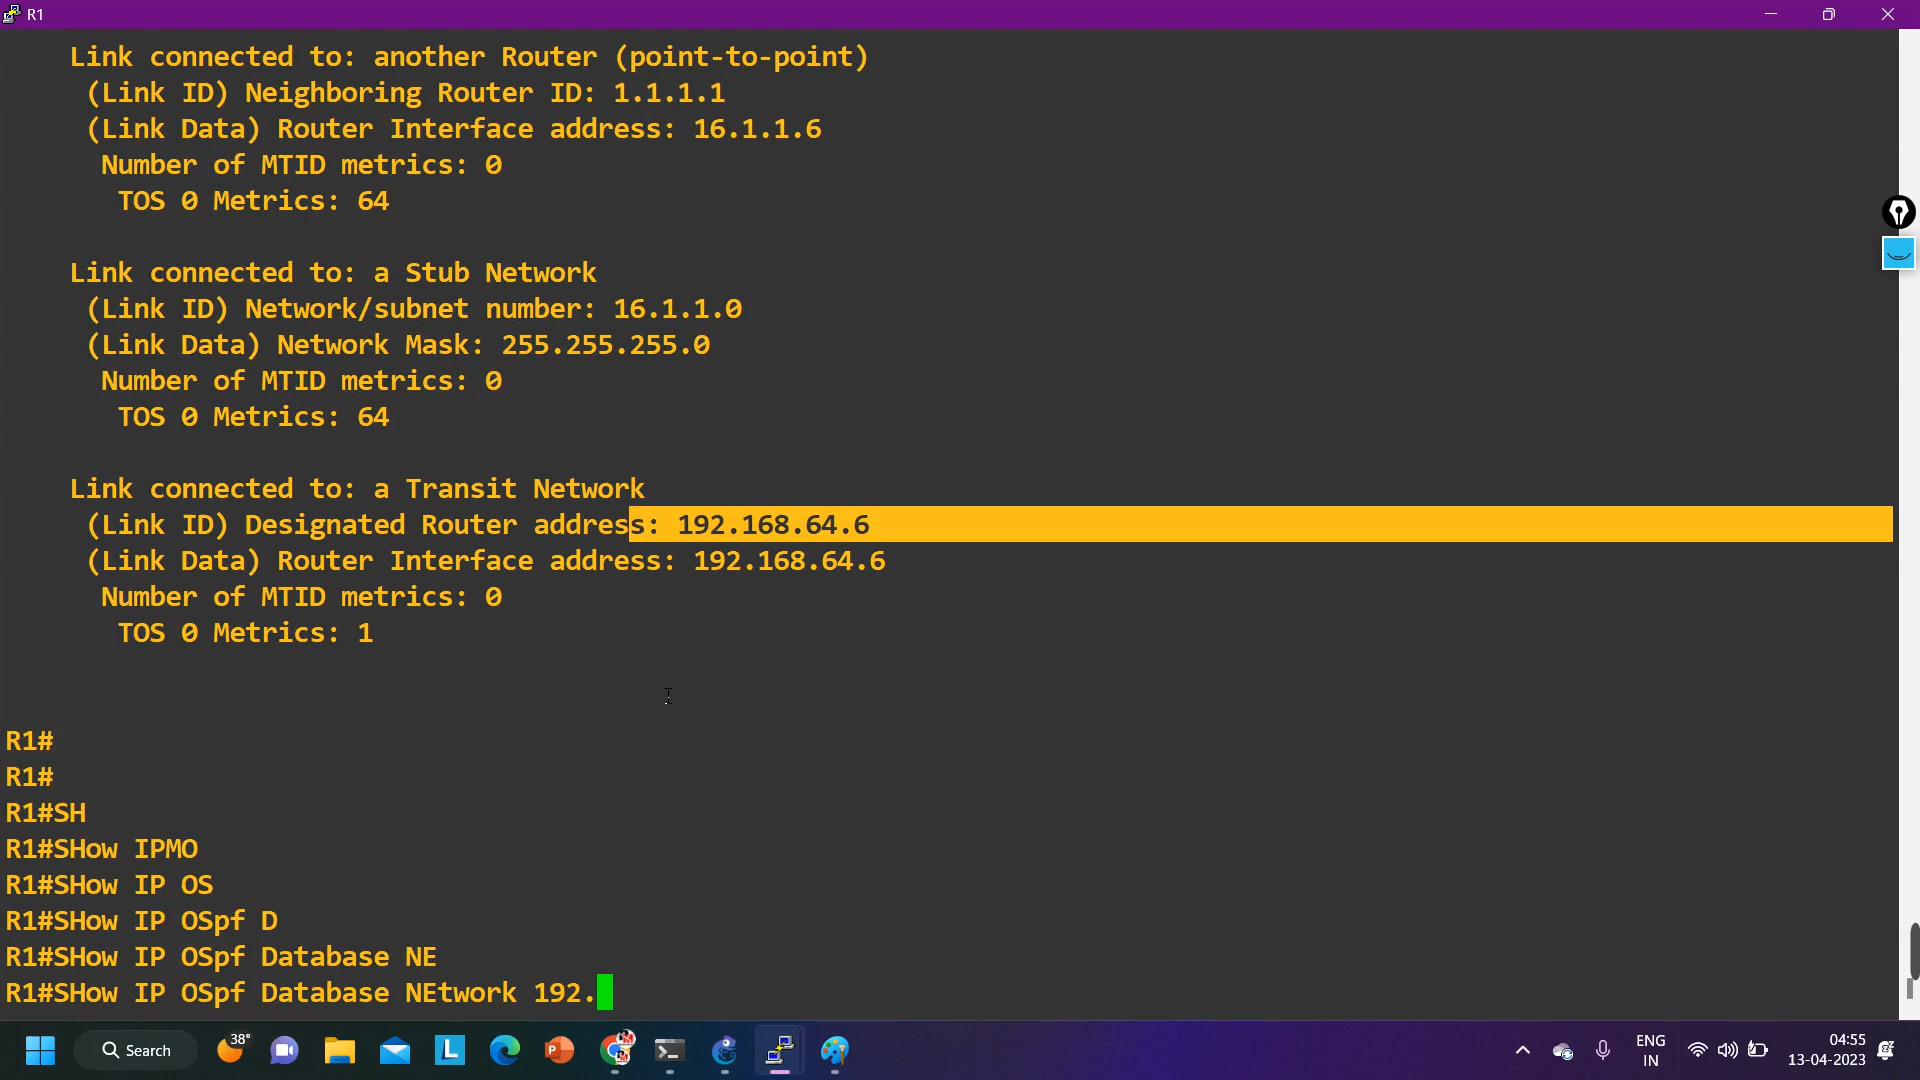 R1
Link connected to: another Router (point-to-point)
(Link ID) Neighboring Router ID: 1.1.1.1
(Link Data) Router Interface address: 16.1.1.6
Number of MTID metrics: 0
TOS 0 Metrics: 64
Link connected to: a Stub Network
(Link ID) Network/subnet number: 16.1.1.0
(Link Data) Network Mask: 255.255.255.0
Number of MTID metrics: 0
TOS 0 Metrics: 64
Link connected to: a Transit Network
(Link ID) Designated Router address: 192.168.64.6
(Link Data) Router Interface address: 192.168.64.6
Number of MTID metrics: 0
TOS 0 Metrics: 1
R1#
R1#
R1#SH
R1#SHow IPMO
R1#SHow IP OS
R1#SHow IP OSpf D
R1#SHow IP OSpf Database NE
R1#SHow IP OSpf Database NEtwork 192.
Search
38°
L
P
ENG
IN
04:55
13-04-2023